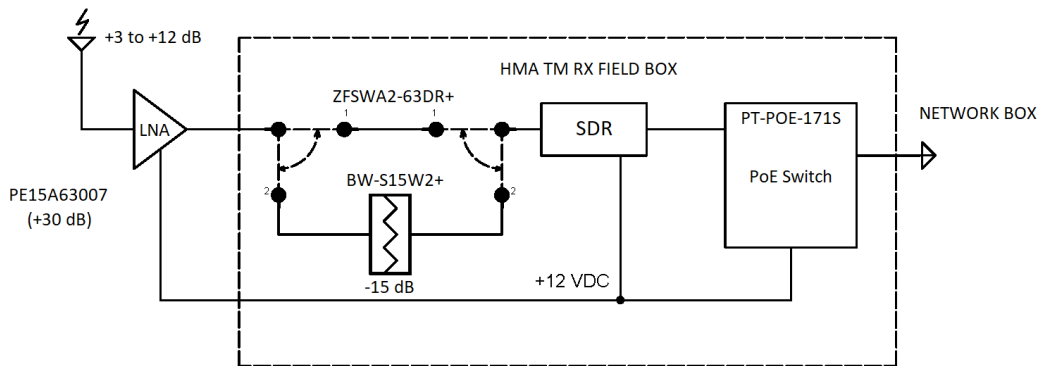 +3 to +12 dB
HMA TM RX FIELD BOX
ZFSWA2-63DR+
1
1
LNA
SDR
PT-POE-171S
PoE Switch
NETWORK BOX
BW-S15W2+
2
2
PE15A63007
(+30 dB)
-15 dB
+12 VDC